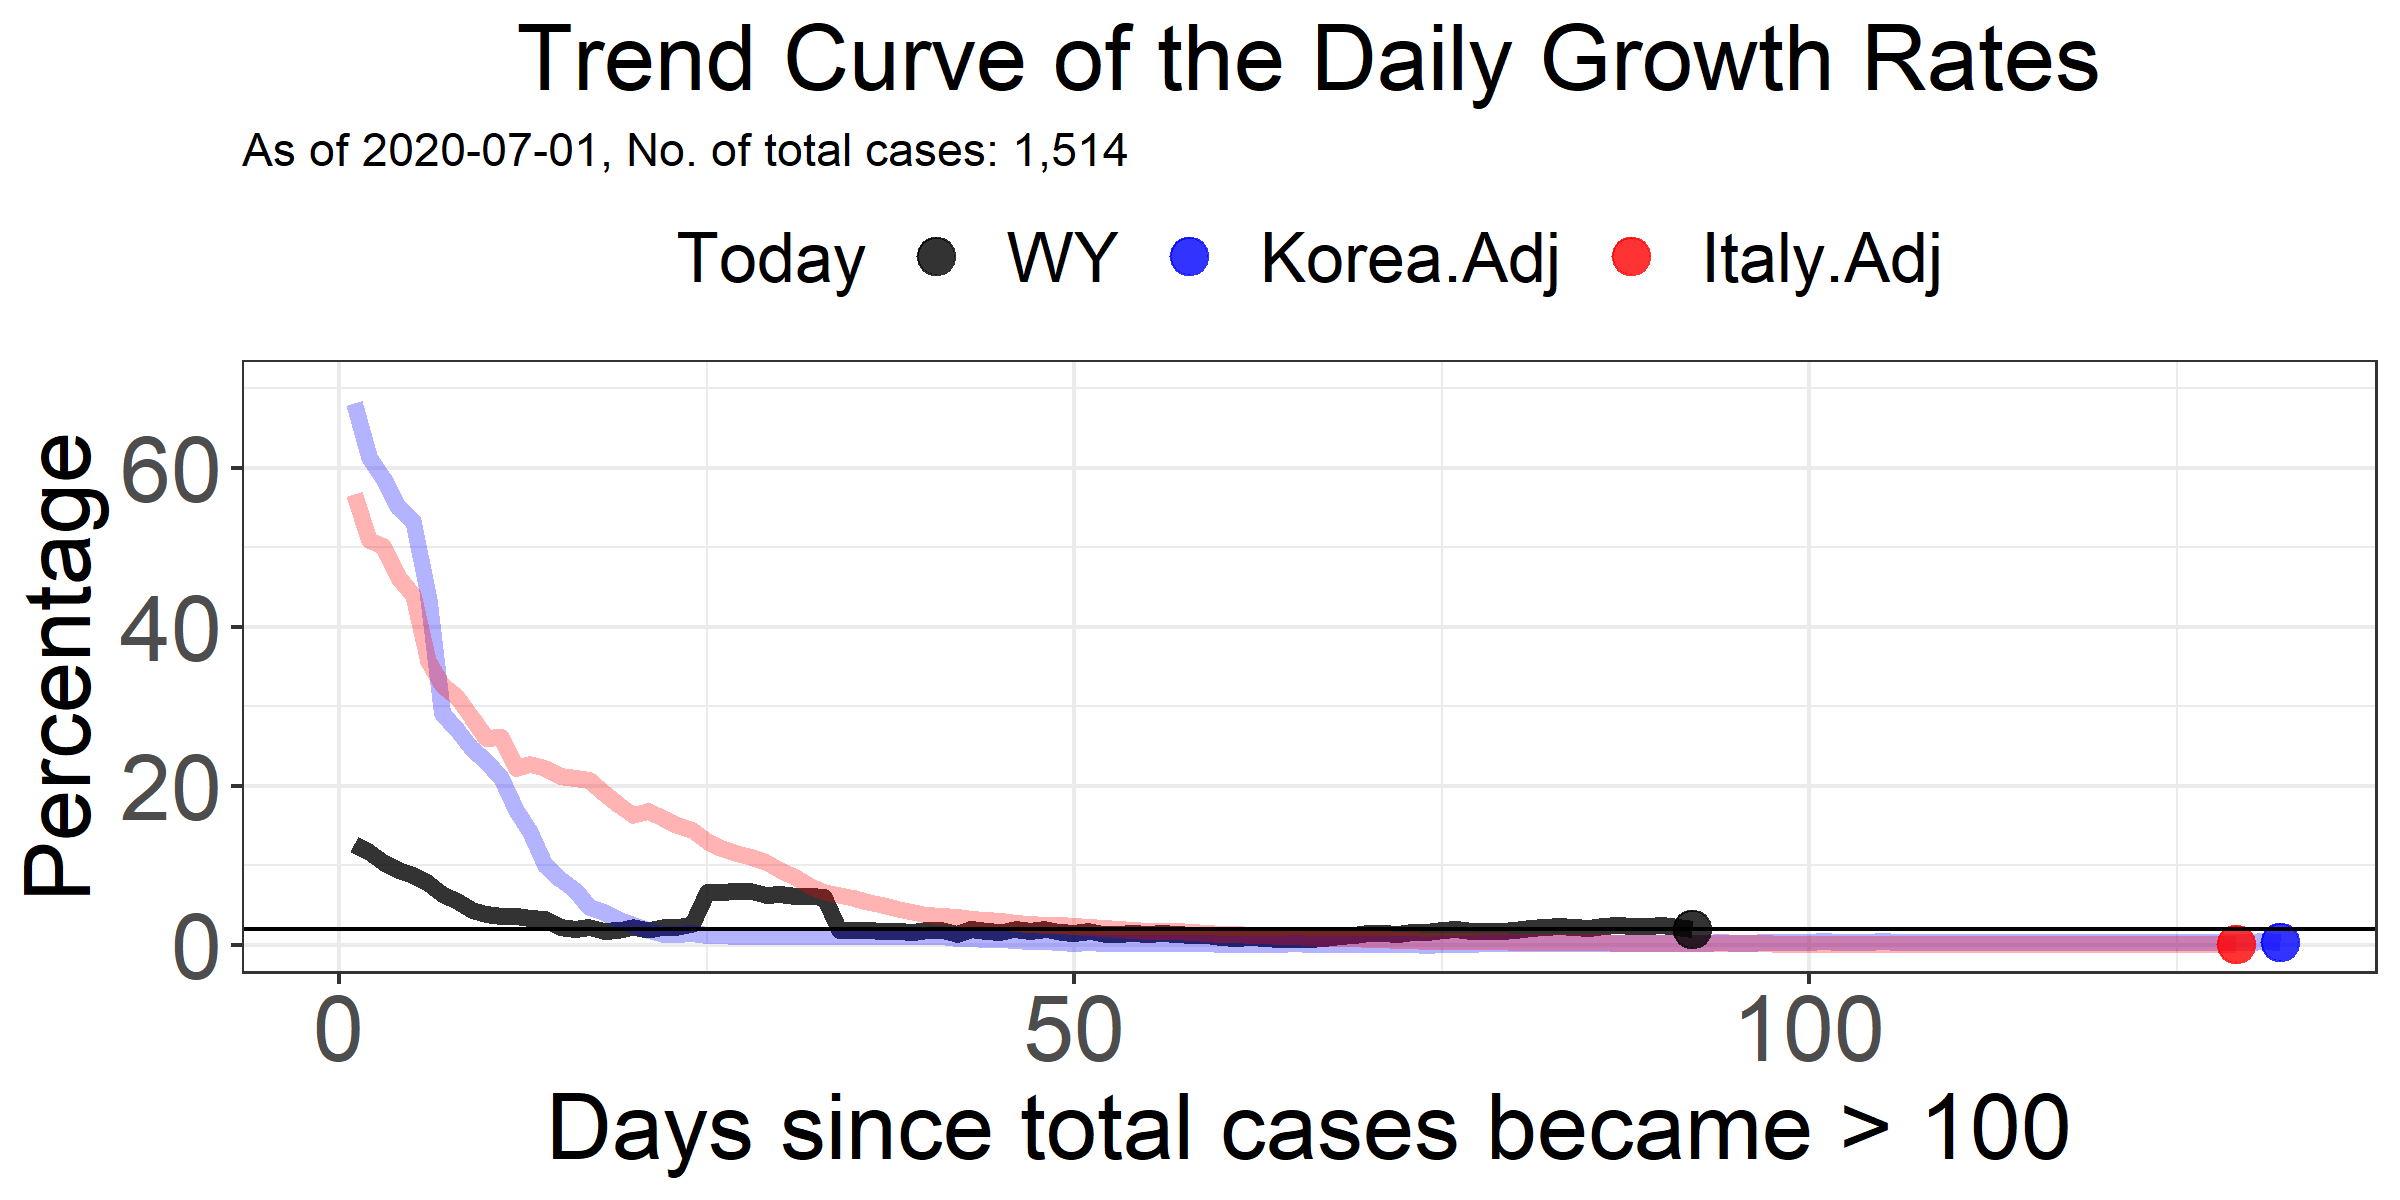 Trend Curve of the Daily Growth Rates
As of 2020-07-01, No. of total cases: 1,514
Today WY Korea.Adj Italy.Adj
Percentage
60
40
20
0
0 50 100
Days since total cases became > 100